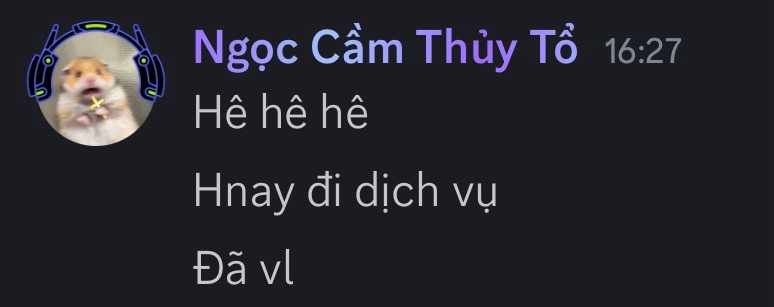 Ngọc Cầm Thủy Tổ 16:27
Hê hê hê
Hnay đi dịch vụ
Đã vl